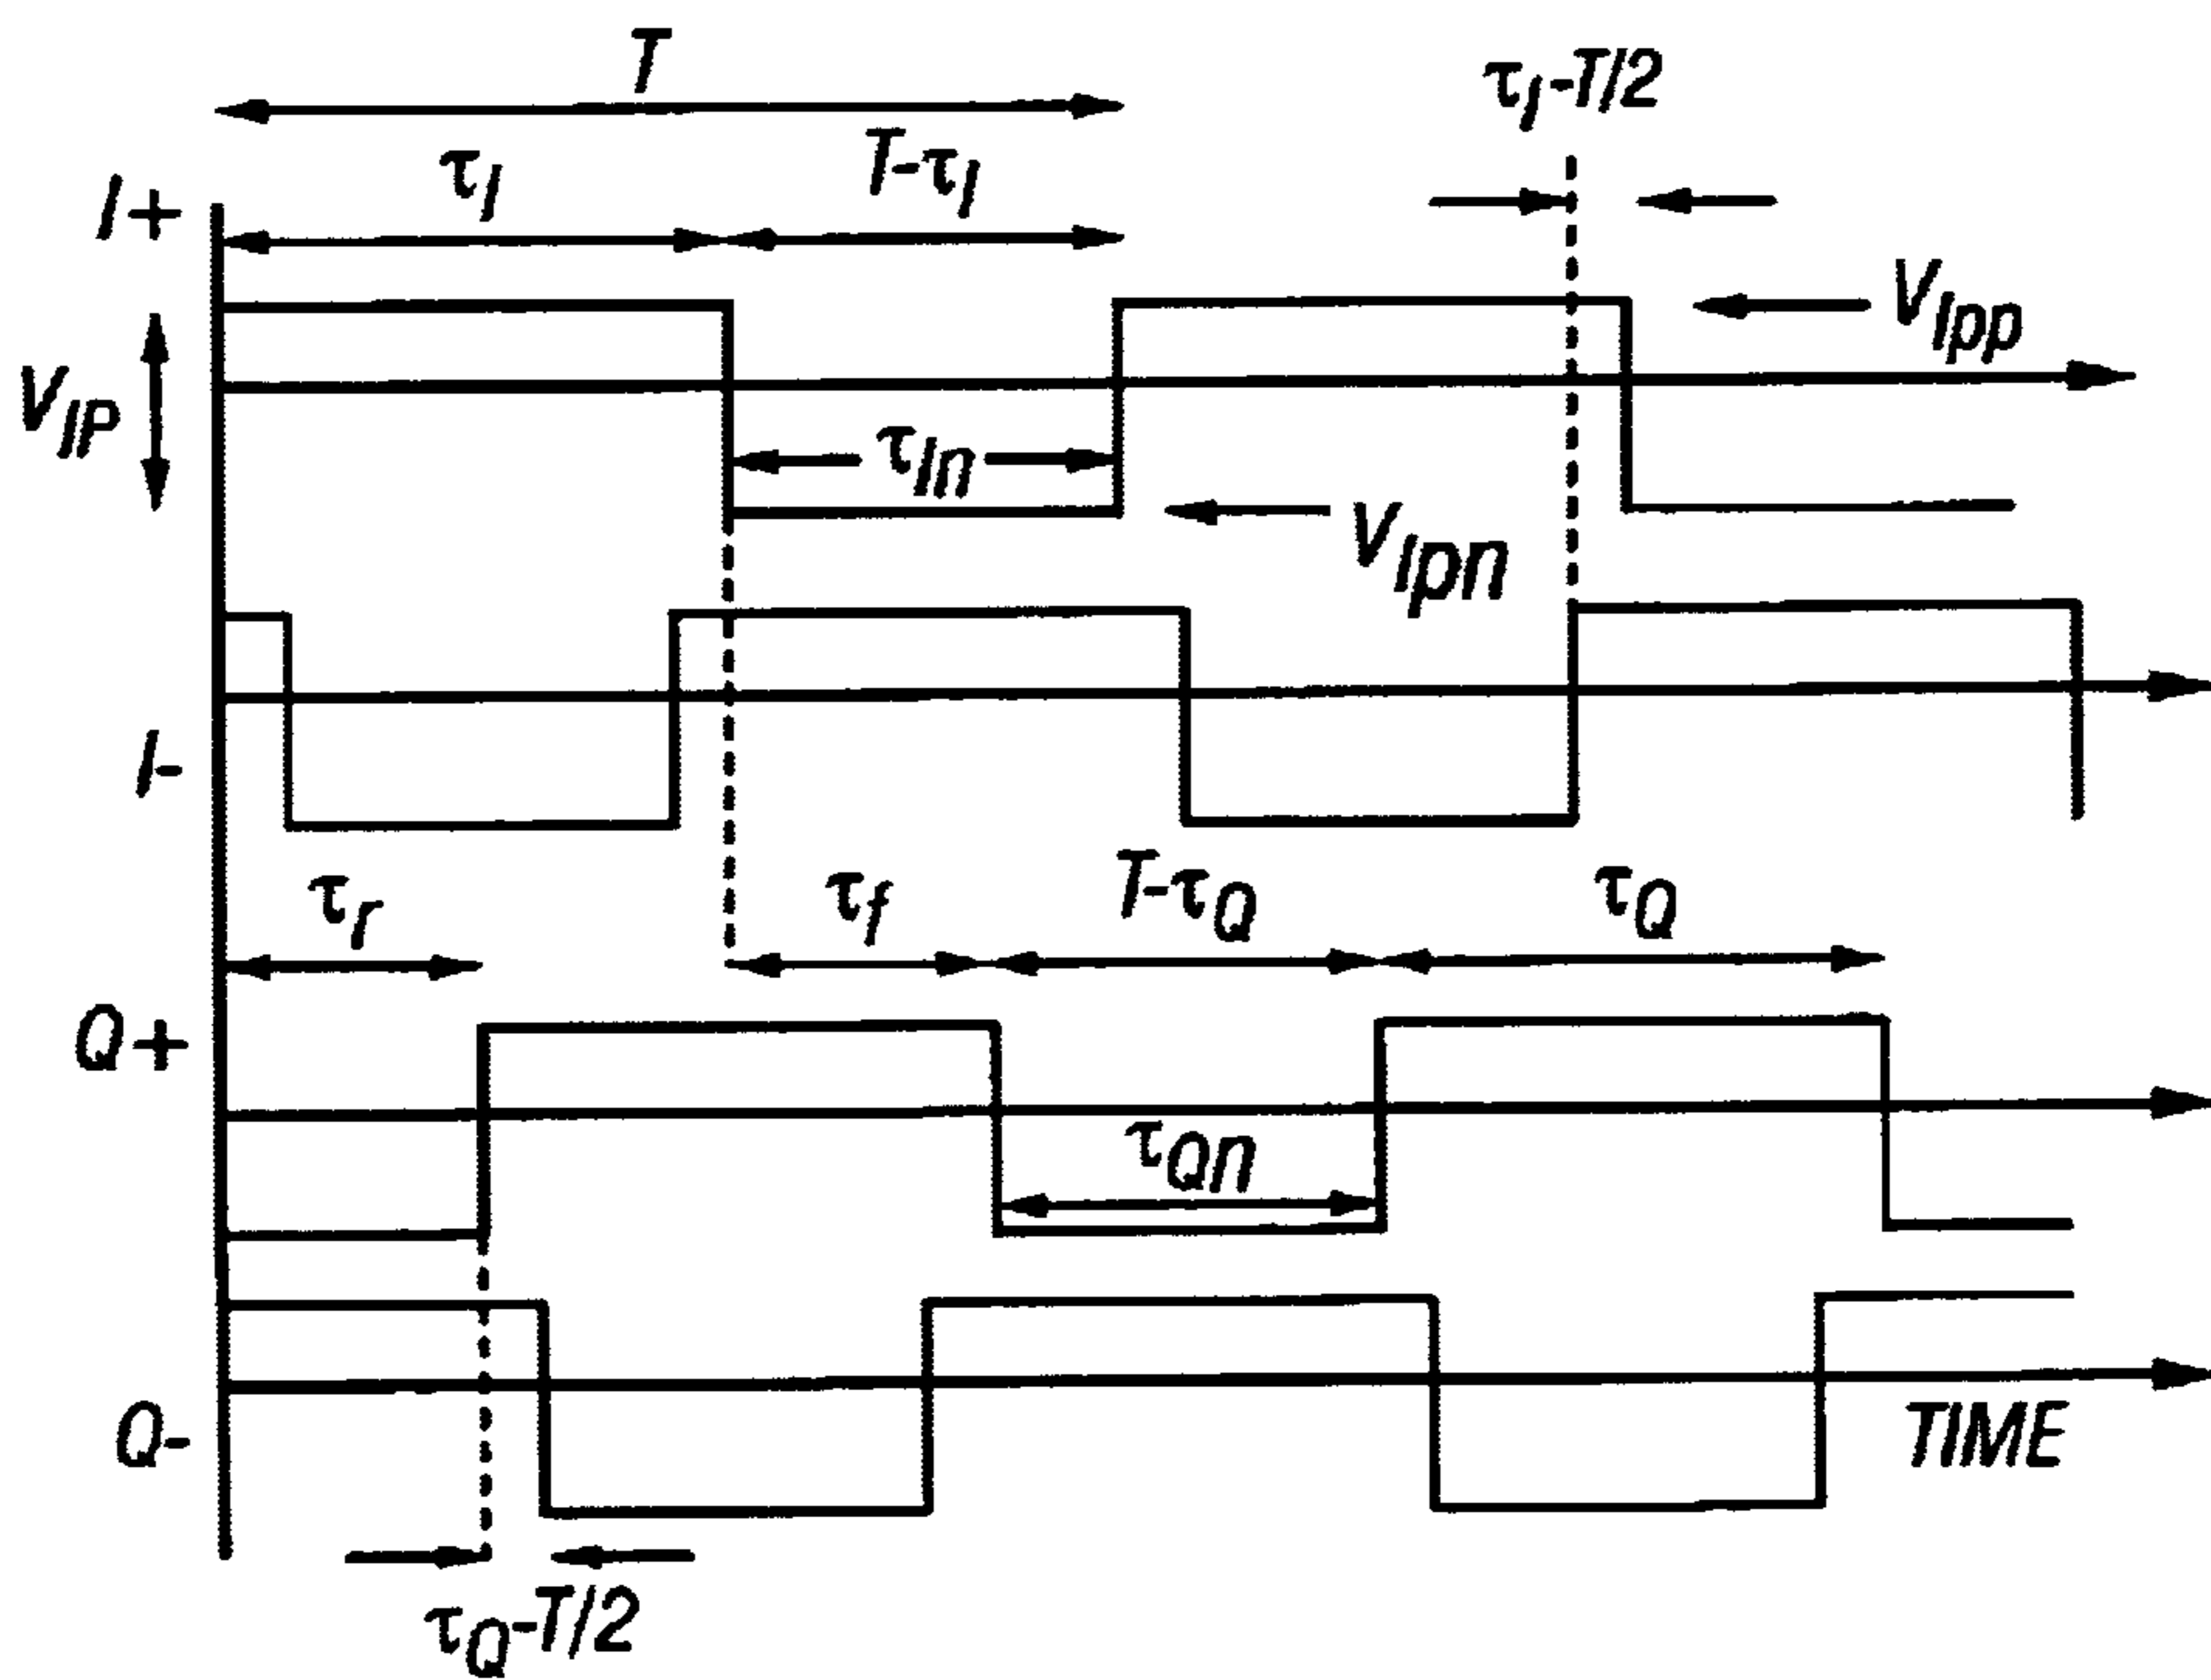 T
τI-T/2
τI
T-τI
I+
VIpp
VIP
τIn
VIpn
I-
τr
τf
T-τQ
τQ
Q+
τQn
Q-
TIME
τQ-T/2